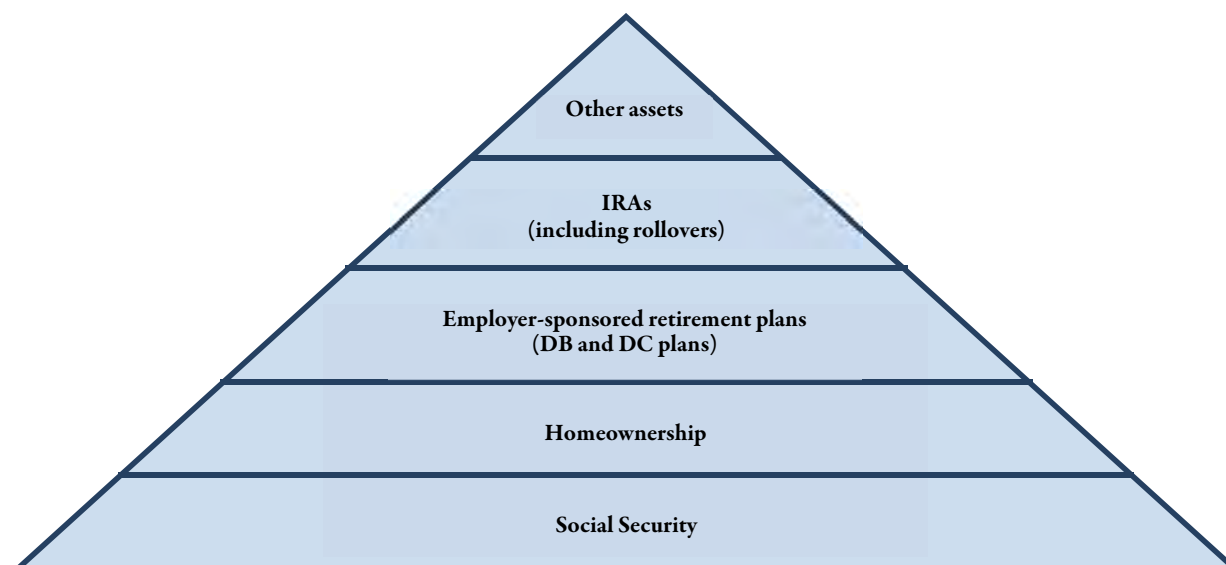 Other assets
IRAs
(including rollovers)
Employer-sponsored retirement plans
(DB and DC plans)
Homeownership
Social Security